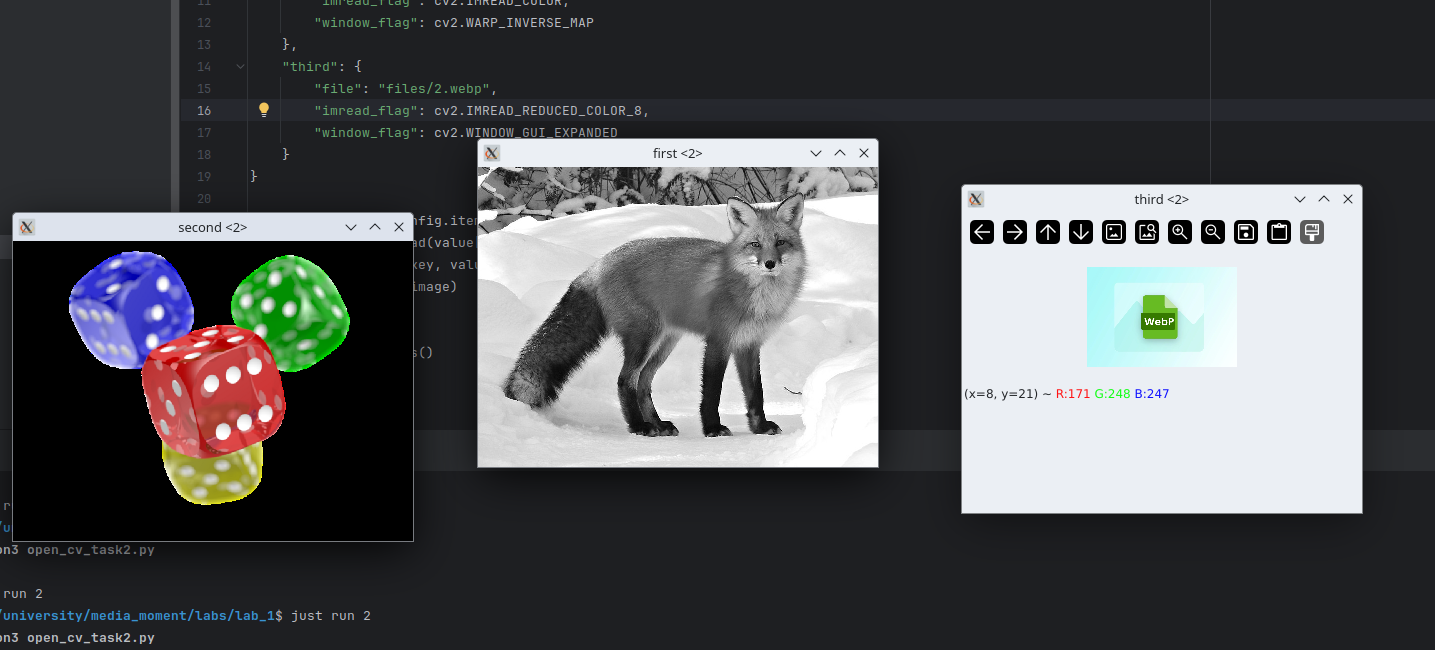 11 "imread_flag": cv2.IMREAD_COLOR,
12 "window_flag": cv2.WARP_INVERSE_MAP
13 },
14 "third": {
15 "file": "files/2.webp",
16 "imread_flag": cv2.IMREAD_REDUCED_COLOR_8,
17 "window_flag": cv2.WINDOW_GUI_EXPANDED
18 }
19 }
20
nfig.iten
ad(value
key, valu
image)
s()
second <2>
first <2>
third <2>
WebP
(x=8, y=21) ~ R:171 G:248 B:247
r
/u
on3 open_cv_task2.py
run 2
/university/media_moment/labs/lab_1$ just run 2
on3 open_cv_task2.py